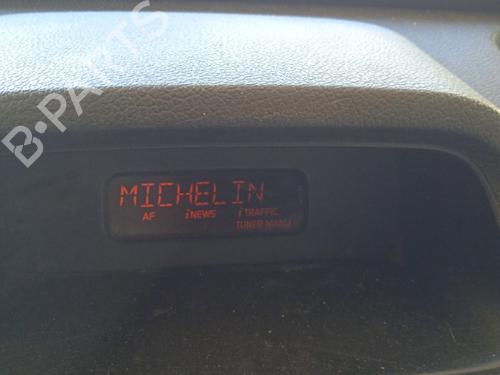 B-PARTS
MICHELIN
AF i NEWS i TRAFFIC
TUNER MANU